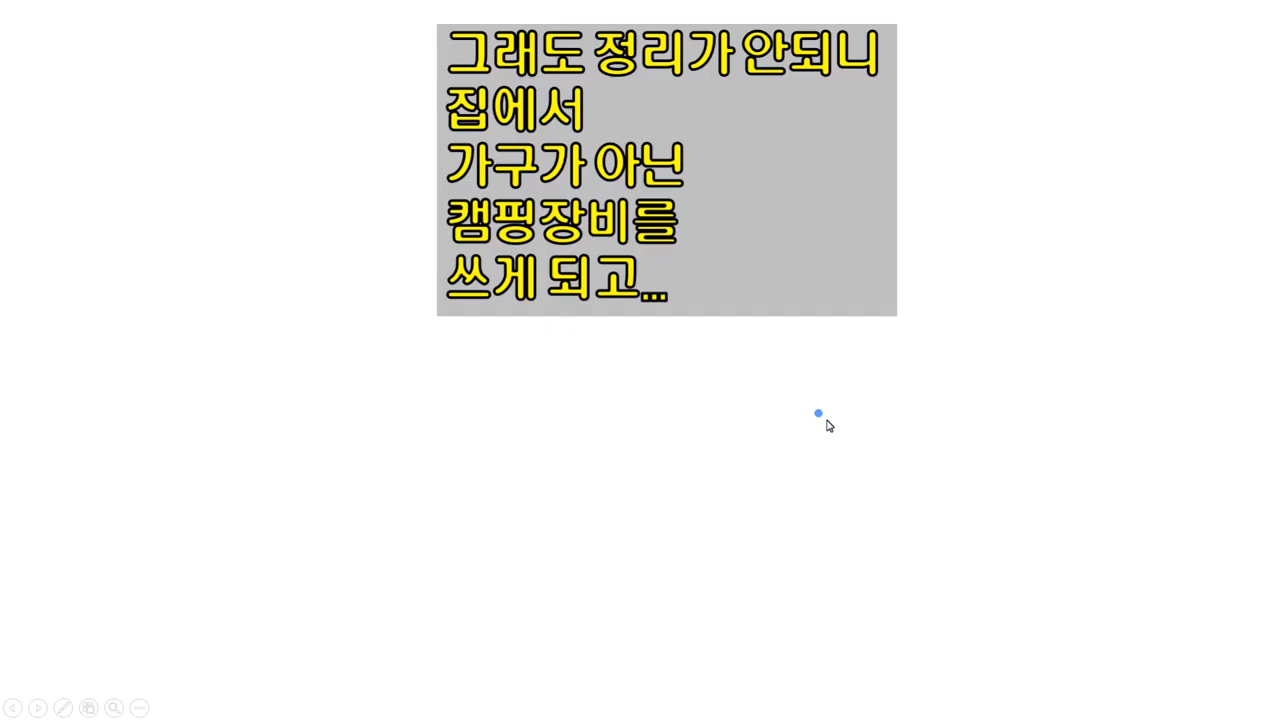 그래도 정리가 안되니
집에서
가구가 아닌
캠핑장비를
쓰게 되고...